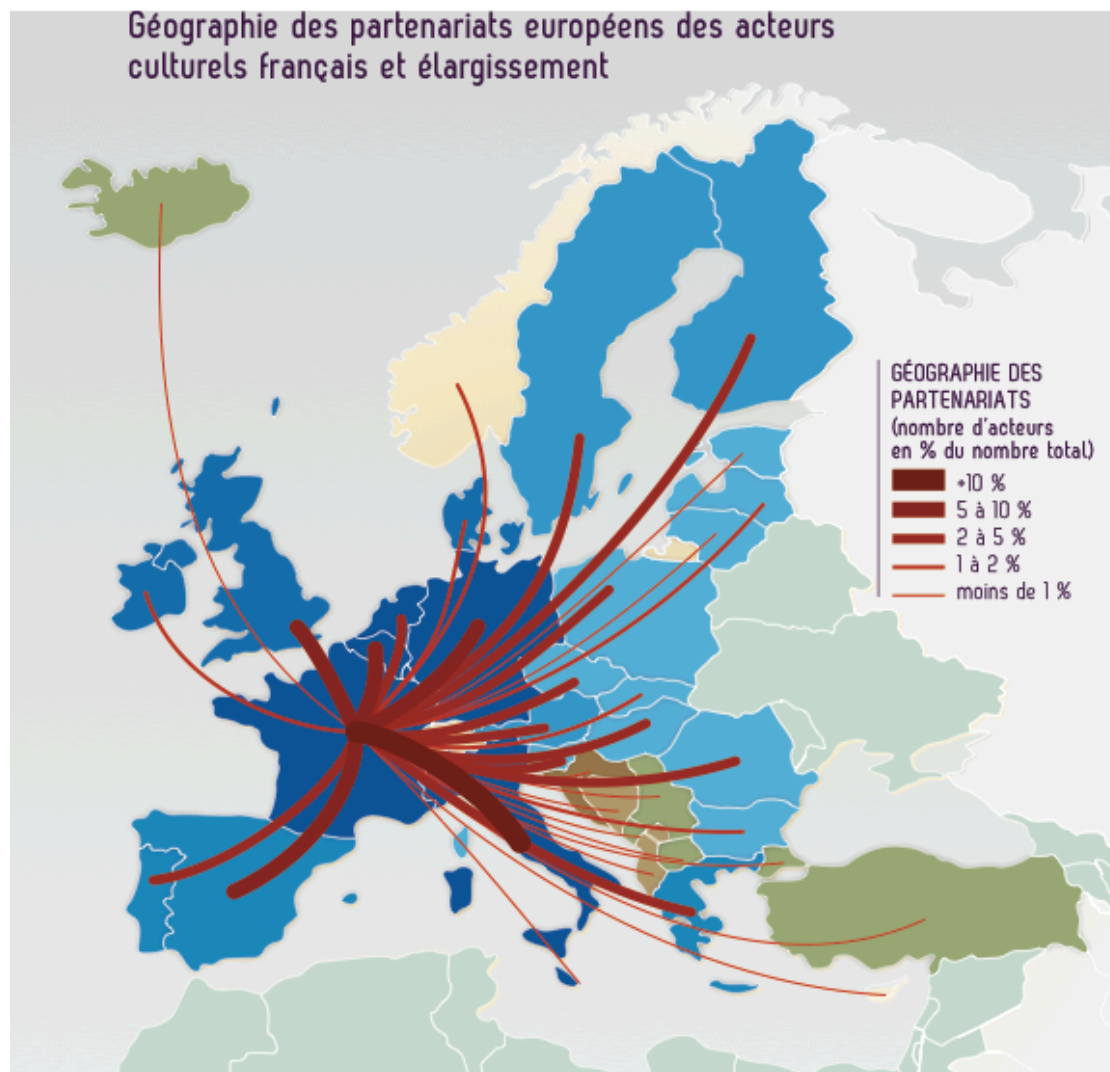 Géographie des partenariats européens des acteurs
culturels français et élargissement
GÉOGRAPHIE DES
PARTENARIATS
(nombre d'acteurs
en % du nombre total)
+10 %
5 à 10 %
2 à 5 %
1 à 2 %
moins de 1 %